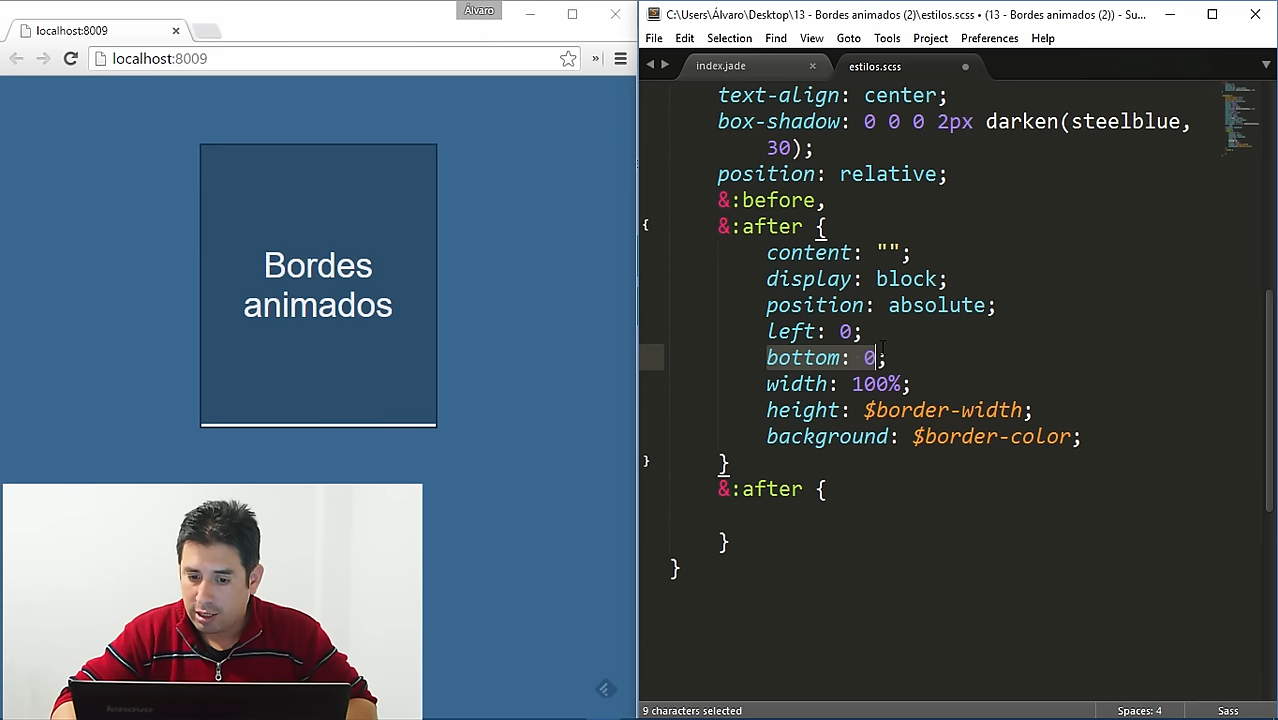 Álvaro
localhost:8009
localhost:8009
Bordes
animados
C:\Users\Álvaro\Desktop\13 - Bordes animados (2)\estilos.scss • (13 - Bordes animados (2)) - Su...
File Edit Selection Find View Goto Tools Project Preferences Help
index.jade
estilos.scss
text-align: center;
box-shadow: 0 0 0 2px darken(steelblue,
30);
position: relative;
&:before,
&:after {
content: "";
display: block;
position: absolute;
left: 0;
bottom: 0;
width: 100%;
height: $border-width;
background: $border-color;
}
&:after {
}
}
9 characters selected
Spaces: 4
Sass
lenovo